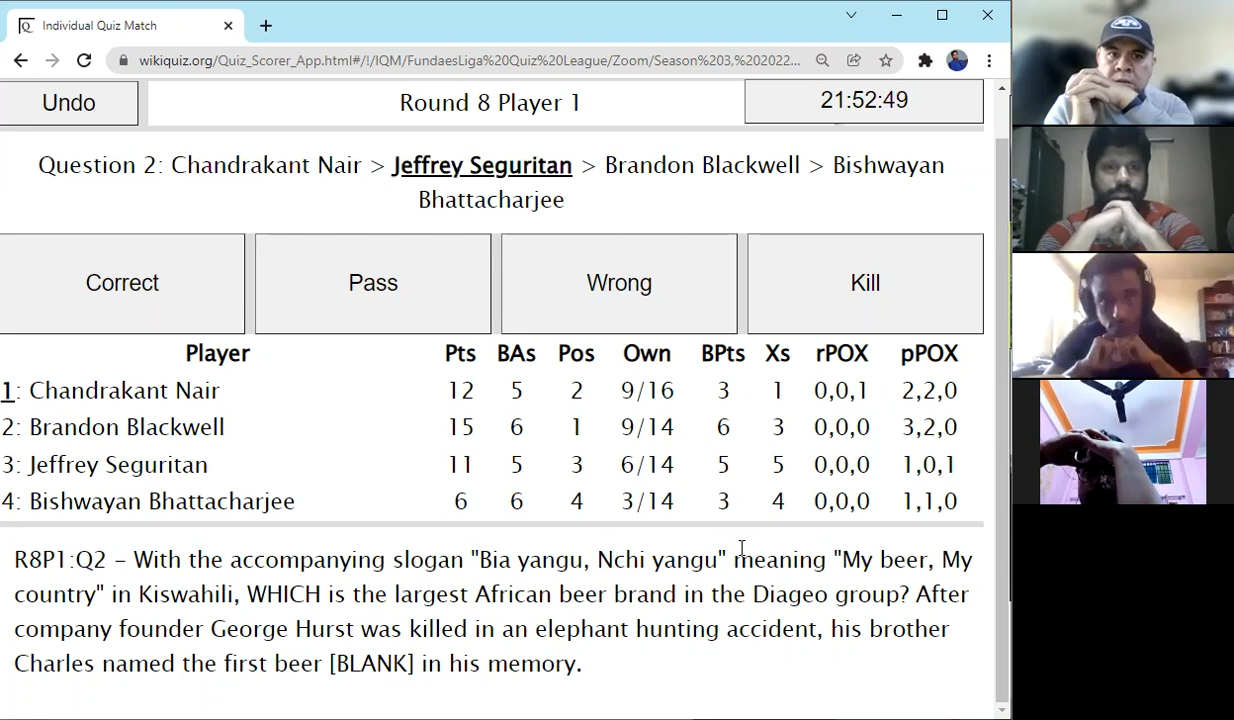 Individual Quiz Match
wikiquiz.org/Quiz_Scorer_App.html#/!/IQM/FundaesLiga%20Quiz%20League/Zoom/Season%203,%202022...
Undo
Round 8 Player 1
21:52:49
Question 2: Chandrakant Nair > Jeffrey Seguritan > Brandon Blackwell > Bishwayan
Bhattacharjee
Correct
Pass
Wrong
Kill
Player Pts BAs Pos Own BPts Xs rPOX pPOX
1: Chandrakant Nair 12 5 2 9/16 3 1 0,0,1 2,2,0
2: Brandon Blackwell 15 6 1 9/14 6 3 0,0,0 3,2,0
3: Jeffrey Seguritan 11 5 3 6/14 5 5 0,0,0 1,0,1
4: Bishwayan Bhattacharjee 6 6 4 3/14 3 4 0,0,0 1,1,0
R8P1:Q2 - With the accompanying slogan "Bia yangu, Nchi yangu" meaning "My beer, My
country" in Kiswahili, WHICH is the largest African beer brand in the Diageo group? After
company founder George Hurst was killed in an elephant hunting accident, his brother
Charles named the first beer [BLANK] in his memory.